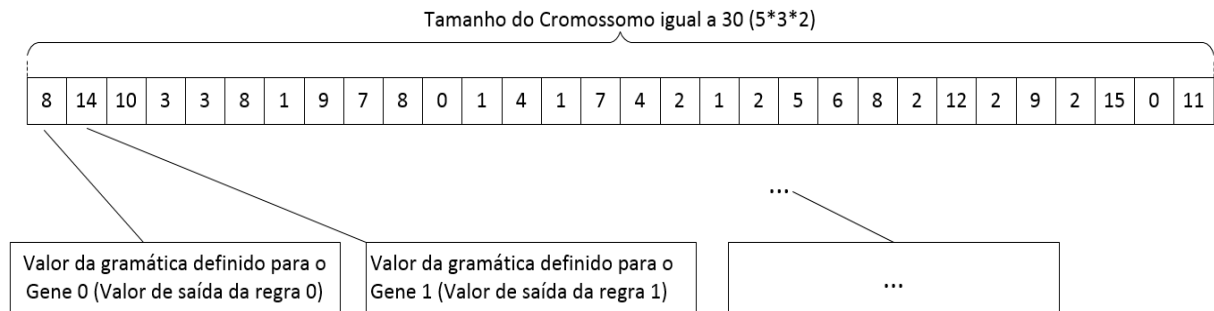 Tamanho do Cromossomo igual a 30 (5*3*2)
8 14 10 3 3 8 1 9 7 8 0 1 4 1 7 4 2 1 2 5 6 8 2 12 2 9 2 15 0 11
...
Valor da gramática definido para o
Gene 0 (Valor de saída da regra 0)
Valor da gramática definido para o
Gene 1 (Valor de saída da regra 1)
...